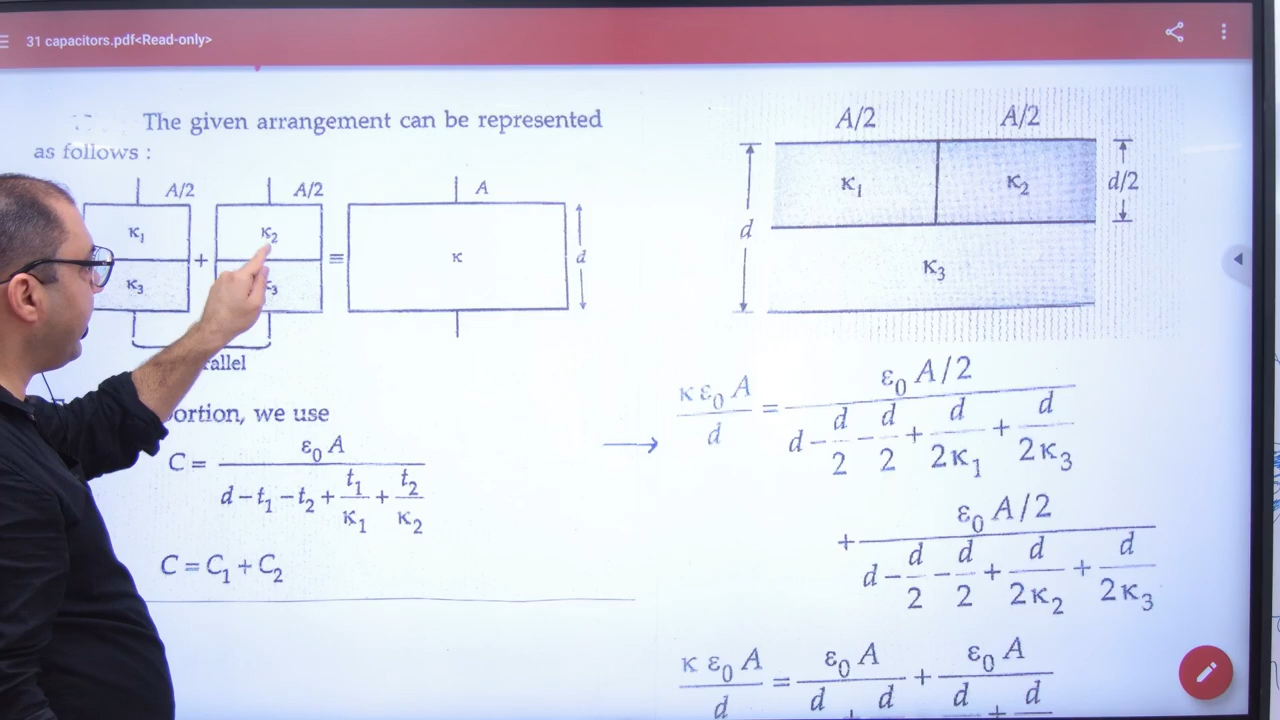 31 capacitors.pdf<Read-only>
The given arrangement can be represented
as follows :
A/2 A/2 A
κ₁ κ₂ κ d
+ =
κ₃
allel
ortion, we use
C = ε₀ A / (d − t₁ − t₂ + t₁/κ₁ + t₂/κ₂)
C = C₁ + C₂
A/2 A/2
κ₁ κ₂ d/2
d
κ₃
κ ε₀ A / d = ε₀ A/2 / (d − d/2 − d/2 + d/2κ₁ + d/2κ₃)
+ ε₀ A/2 / (d − d/2 − d/2 + d/2κ₂ + d/2κ₃)
κ ε₀ A / d = ε₀ A / (d + d) + ε₀ A / (d + d)